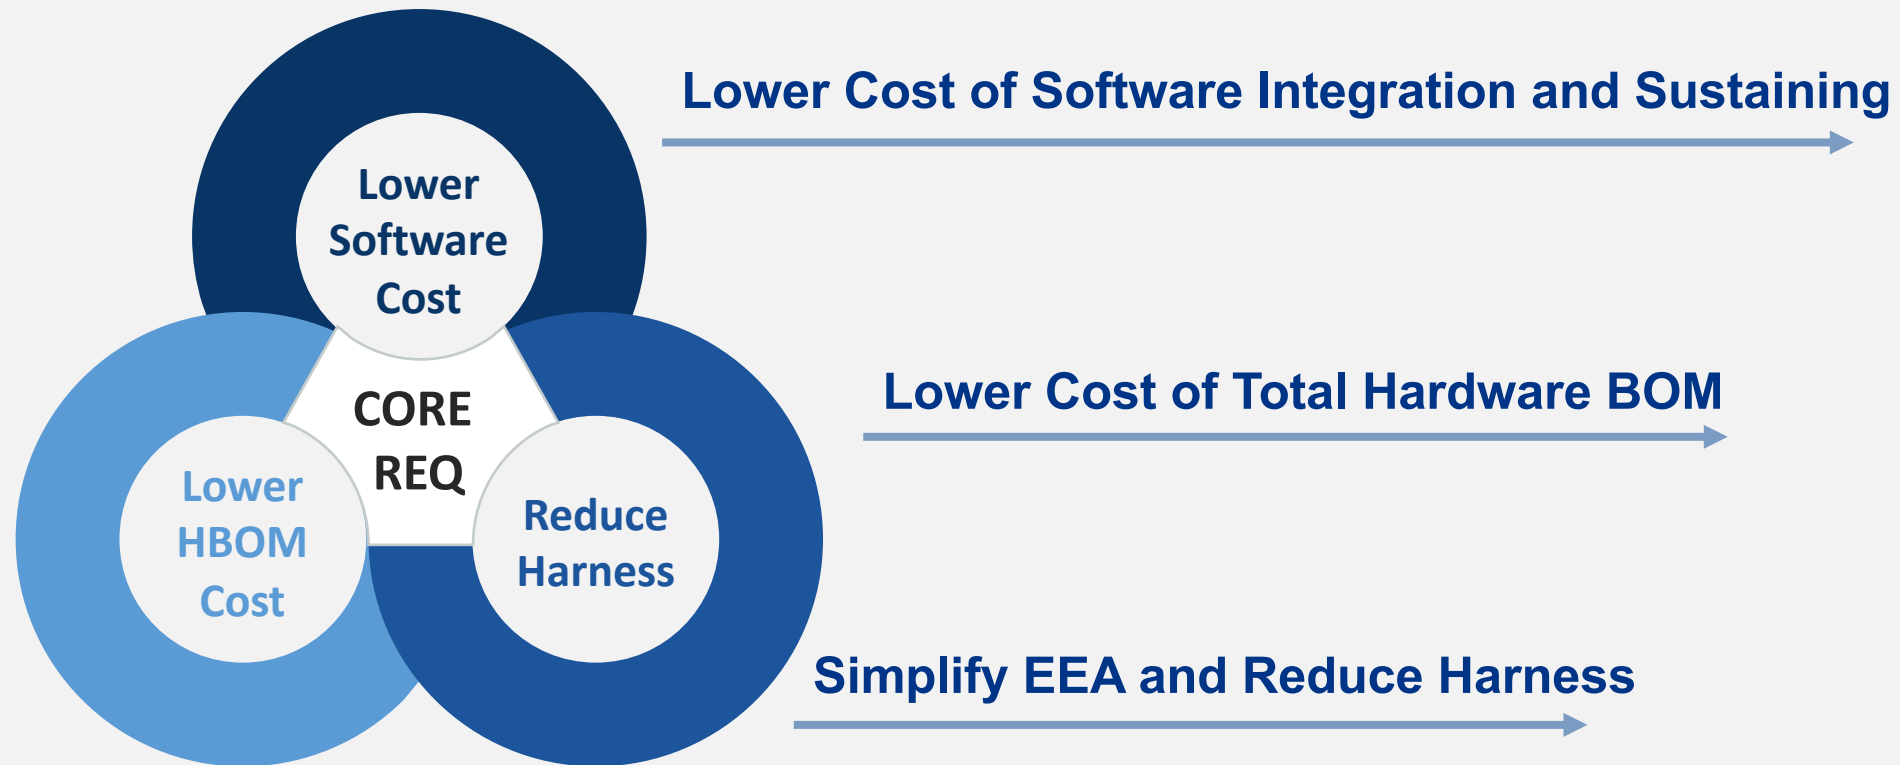 Lower Cost of Software Integration and Sustaining
Lower
Software
Cost
CORE
REQ
Lower
HBOM
Cost
Reduce
Harness
Lower Cost of Total Hardware BOM
Simplify EEA and Reduce Harness